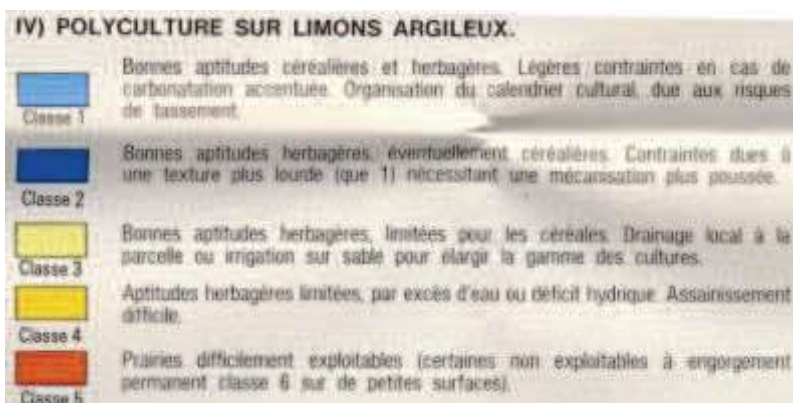 IV) POLYCULTURE SUR LIMONS ARGILEUX.
Bonnes aptitudes céréalières et herbagères. Légères contraintes en cas de
carbonatation accentuée. Organisation du calendrier cultural, due aux risques
de tassement.
Classe 1
Bonnes aptitudes herbagères, éventuellement céréalières. Contraintes dues à
une texture plus lourde (que 1) nécessitant une mécanisation plus poussée.
Classe 2
Bonnes aptitudes herbagères, limitées pour les céréales. Drainage local à la
parcelle ou irrigation sur sable pour élargir la gamme des cultures.
Classe 3
Aptitudes herbagères limitées, par excès d'eau ou déficit hydrique. Assainissement
difficile.
Classe 4
Prairies difficilement exploitables (certaines non exploitables à engorgement
permanent classe 6 sur de petites surfaces).
Classe 5